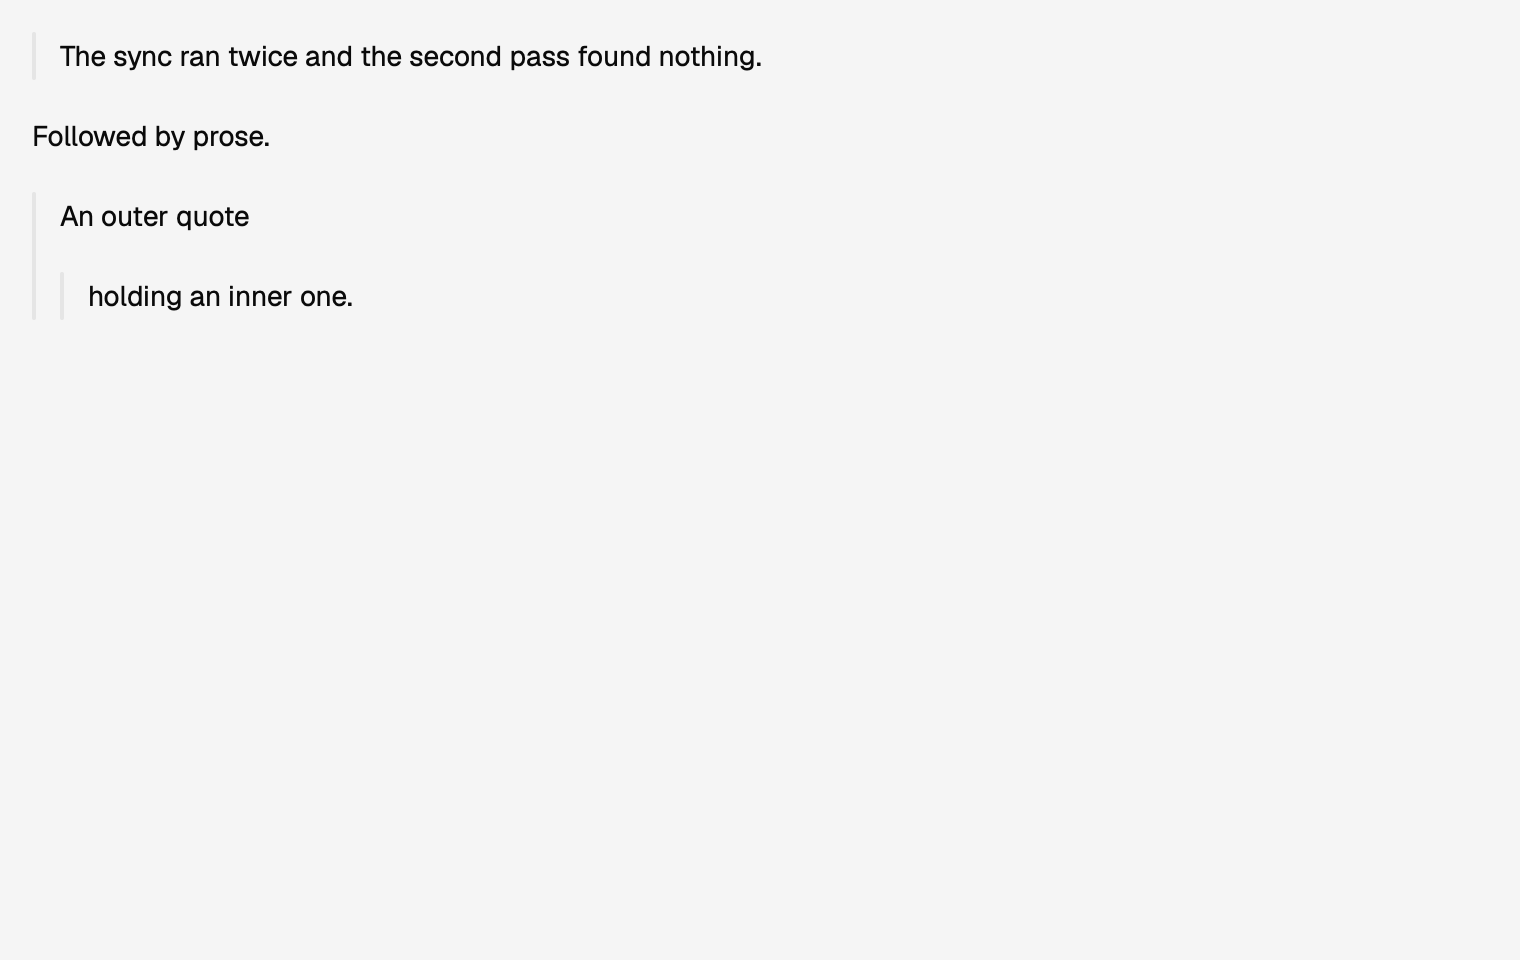 The sync ran twice and the second pass found nothing.
Followed by prose.
An outer quote
holding an inner one.